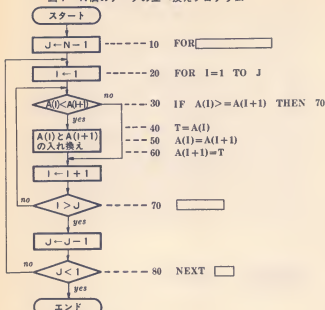 スタート
J←N-1 ------ 10 FOR
I←1 ------ 20 FOR I=1 TO J
no
A(I)<A(I+1) ---- 30 IF A(I)>=A(I+1) THEN 70
yes
---- 40 T=A(I)
A(I)とA(I+1) ---- 50 A(I)=A(I+1)
の入れ換え ---- 60 A(I+1)=T
I←I+1
no
I>J ---- 70
yes
J←J-1
no
J<1 ---- 80 NEXT
yes
エンド